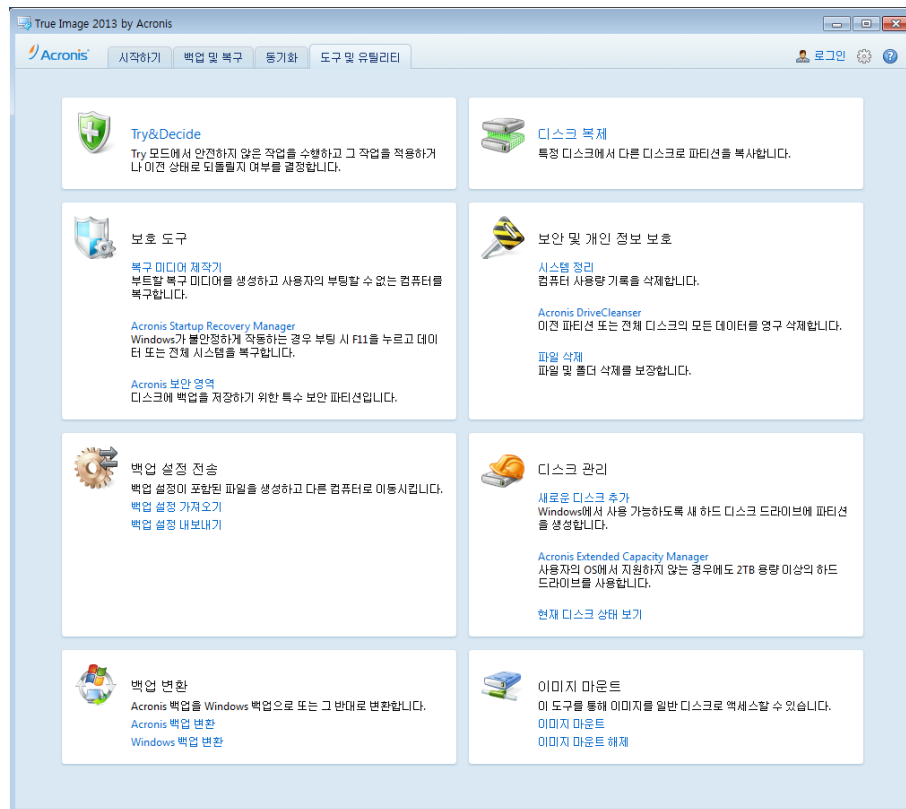 True Image 2013 by Acronis
Acronis
시작하기
백업 및 복구
동기화
도구 및 유틸리티
로그인
Try&Decide
Try 모드에서 안전하지 않은 작업을 수행하고 그 작업을 적용하거
나 이전 상태로 되돌릴지 여부를 결정합니다.
디스크 복제
특정 디스크에서 다른 디스크로 파티션을 복사합니다.
보호 도구
복구 미디어 제작기
부트할 복구 미디어를 생성하고 사용자의 부팅할 수 없는 컴퓨터를
복구합니다.
Acronis Startup Recovery Manager
Windows가 불안정하게 작동하는 경우 부팅 시 F11을 누르고 데이
터 또는 전체 시스템을 복구합니다.
Acronis 보안 영역
디스크에 백업을 저장하기 위한 특수 보안 파티션입니다.
보안 및 개인 정보 보호
시스템 정리
컴퓨터 사용량 기록을 삭제합니다.
Acronis DriveCleanser
이전 파티션 또는 전체 디스크의 모든 데이터를 영구 삭제합니다.
파일 삭제
파일 및 폴더 삭제를 보장합니다.
백업 설정 전송
백업 설정이 포함된 파일을 생성하고 다른 컴퓨터로 이동시킵니다.
백업 설정 가져오기
백업 설정 내보내기
디스크 관리
새로운 디스크 추가
Windows에서 사용 가능하도록 새 하드 디스크 드라이브에 파티션
을 생성합니다.
Acronis Extended Capacity Manager
사용자의 OS에서 지원하지 않는 경우에도 2TB 용량 이상의 하드
드라이브를 사용합니다.
현재 디스크 상태 보기
백업 변환
Acronis 백업을 Windows 백업으로 또는 그 반대로 변환합니다.
Acronis 백업 변환
Windows 백업 변환
이미지 마운트
이 도구를 통해 이미지를 일반 디스크로 액세스할 수 있습니다.
이미지 마운트
이미지 마운트 해제